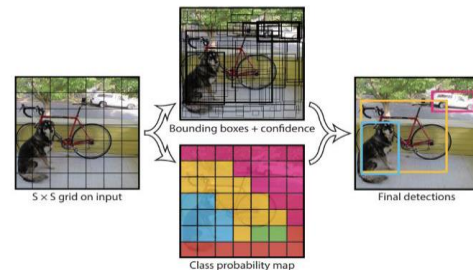 Bounding boxes + confidence
S × S grid on input
Final detections
Class probability map